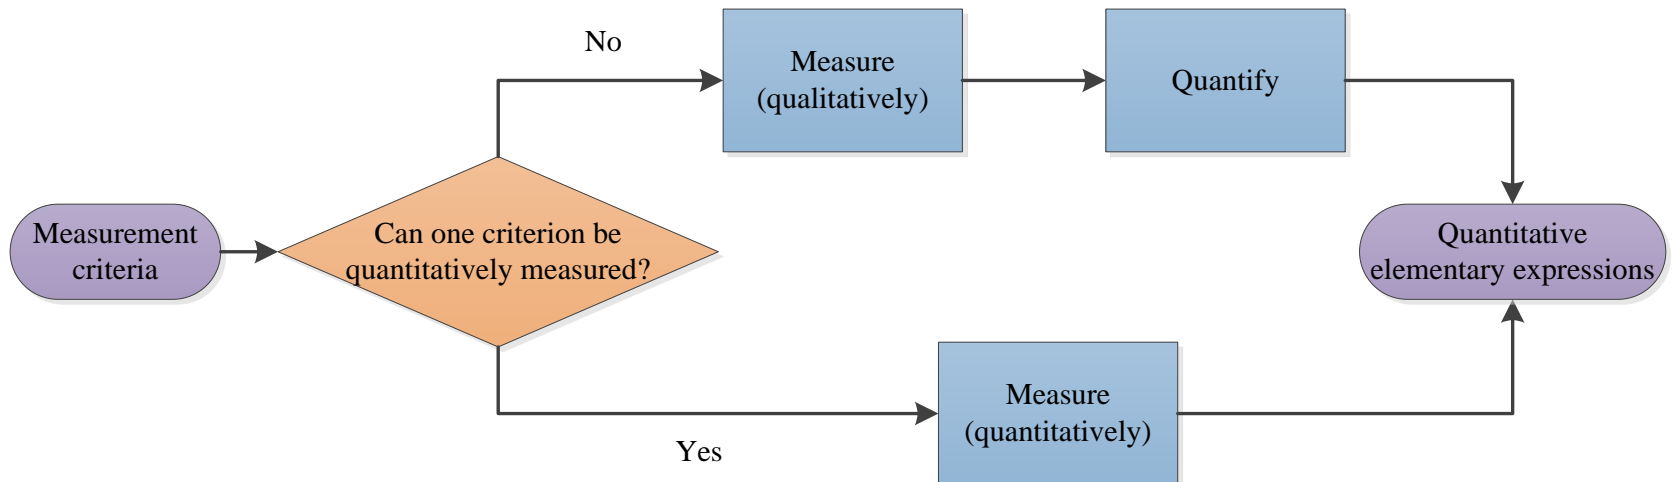 No
Measure
(qualitatively)
Quantify
Measurement
criteria
Can one criterion be
quantitatively measured?
Quantitative
elementary expressions
Measure
(quantitatively)
Yes